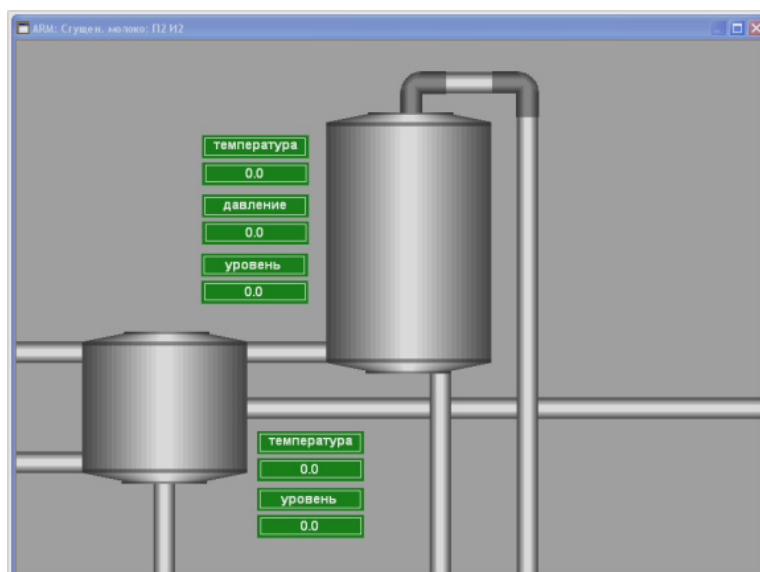 ARM: Сгущен. молоко: П2 И2
температура
0.0
давление
0.0
уровень
0.0
температура
0.0
уровень
0.0